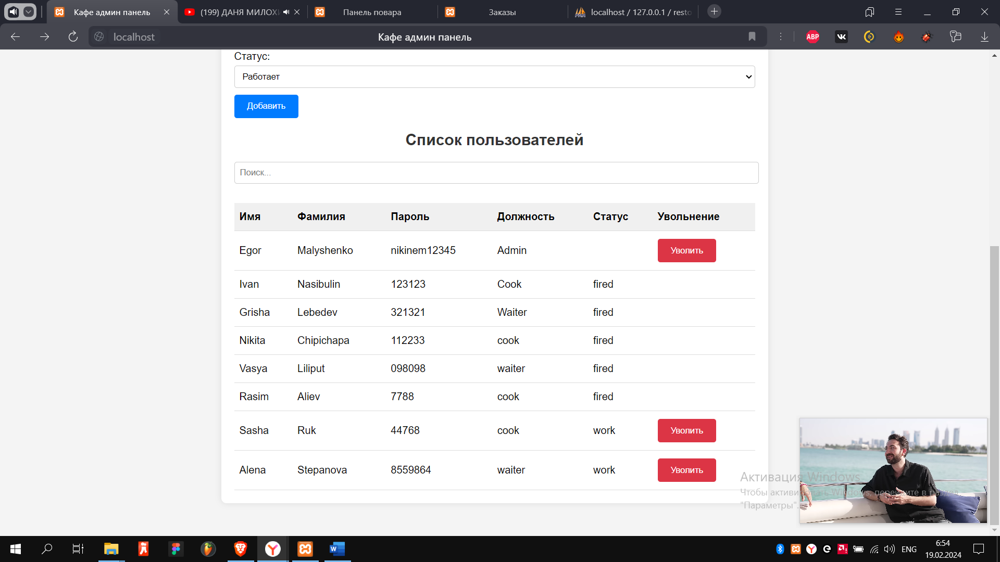 Кафе админ панель
(199) ДАНЯ МИЛОХИ
Панель повара
Заказы
localhost / 127.0.0.1 / resto
localhost
Кафе админ панель
ABP
Статус:
Работает
Добавить
Список пользователей
Поиск...
Имя Фамилия Пароль Должность Статус Увольнение
Egor Malyshenko nikinem12345 Admin Уволить
Ivan Nasibulin 123123 Cook fired
Grisha Lebedev 321321 Waiter fired
Nikita Chipichapa 112233 cook fired
Vasya Liliput 098098 waiter fired
Rasim Aliev 7788 cook fired
Sasha Ruk 44768 cook work Уволить
Alena Stepanova 8559864 waiter work Уволить
Активация Windows
Чтобы активировать Windows, перейдите в раздел
"Параметры".
ENG
6:54
19.02.2024